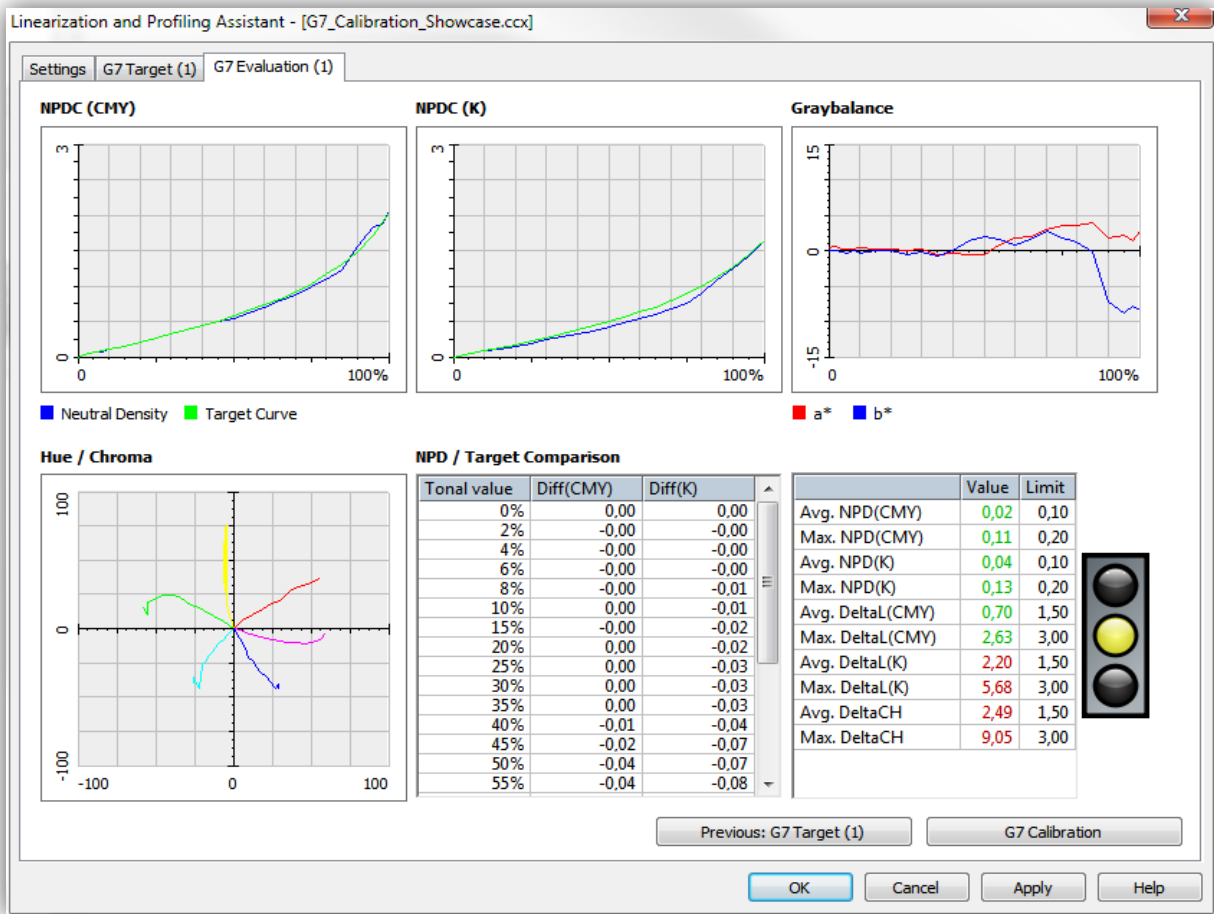 Linearization and Profiling Assistant - [G7_Calibration_Showcase.ccx]
Settings G7 Target (1) G7 Evaluation (1)
NPDC (CMY)
3
0
0 100%
Neutral Density Target Curve
NPDC (K)
3
0
0 100%
Graybalance
15
0
-15
0 100%
a* b*
Hue / Chroma
100
0
-100
-100 0 100
NPD / Target Comparison
Tonal value Diff(CMY) Diff(K)
0% 0,00 0,00
2% -0,00 -0,00
4% -0,00 -0,00
6% -0,00 -0,00
8% -0,00 -0,01
10% 0,00 -0,01
15% -0,00 -0,02
20% 0,00 -0,02
25% 0,00 -0,03
30% 0,00 -0,03
35% 0,00 -0,03
40% -0,01 -0,04
45% -0,02 -0,07
50% -0,04 -0,07
55% -0,04 -0,08
Value Limit
Avg. NPD(CMY) 0,02 0,10
Max. NPD(CMY) 0,11 0,20
Avg. NPD(K) 0,04 0,10
Max. NPD(K) 0,13 0,20
Avg. DeltaL(CMY) 0,70 1,50
Max. DeltaL(CMY) 2,63 3,00
Avg. DeltaL(K) 2,20 1,50
Max. DeltaL(K) 5,68 3,00
Avg. DeltaCH 2,49 1,50
Max. DeltaCH 9,05 3,00
Previous: G7 Target (1) G7 Calibration
OK Cancel Apply Help